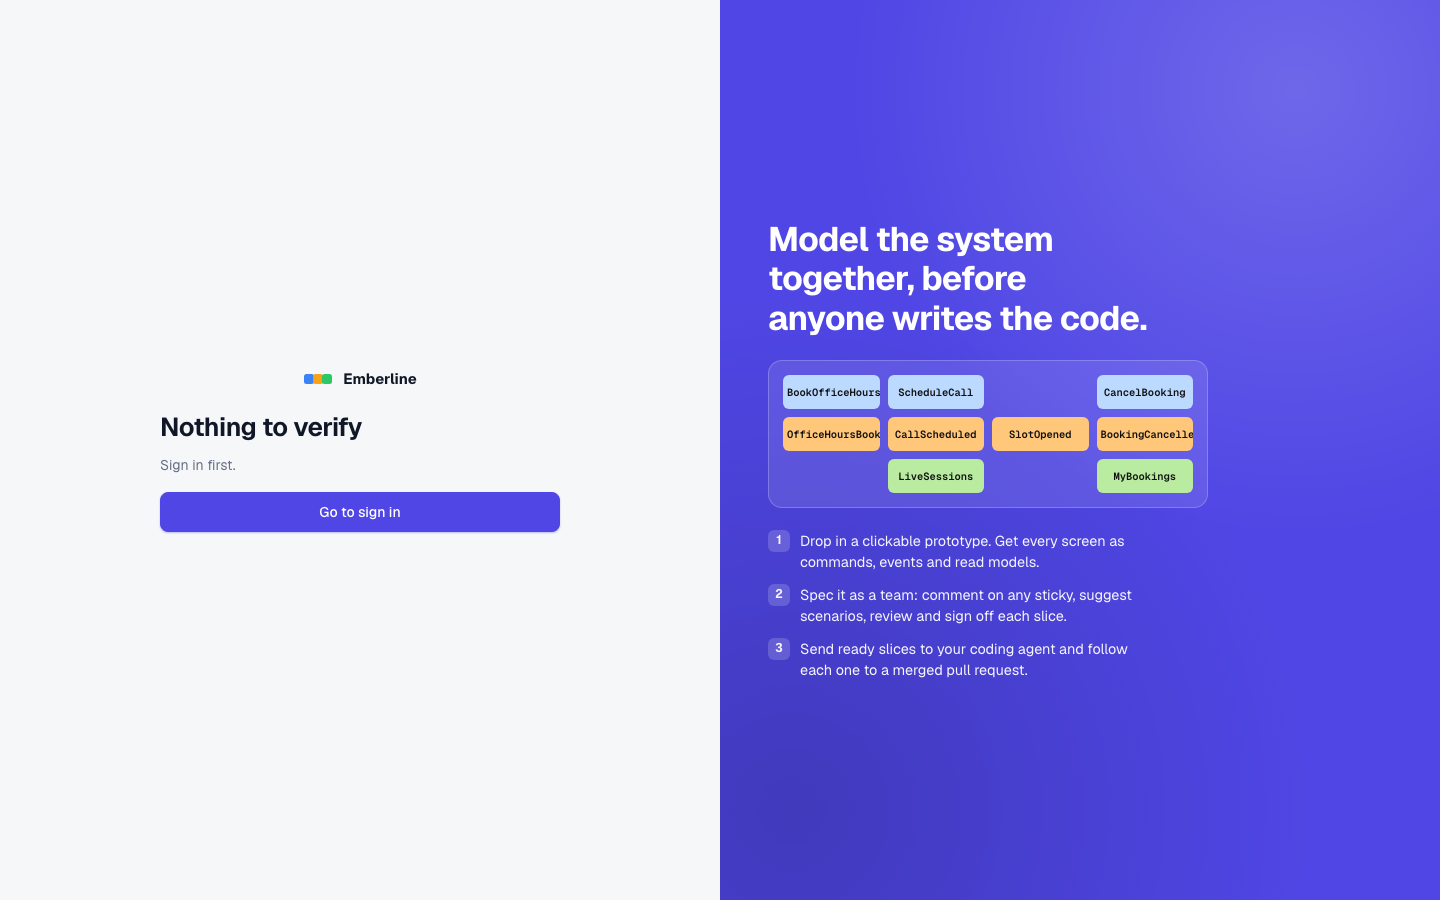 Emberline
Nothing to verify
Sign in first.
Go to sign in
Model the system
together, before
anyone writes the code.
BookOfficeHours ScheduleCall CancelBooking
OfficeHoursBook CallScheduled SlotOpened BookingCancelle
LiveSessions MyBookings
1 Drop in a clickable prototype. Get every screen as
commands, events and read models.
2 Spec it as a team: comment on any sticky, suggest
scenarios, review and sign off each slice.
3 Send ready slices to your coding agent and follow
each one to a merged pull request.